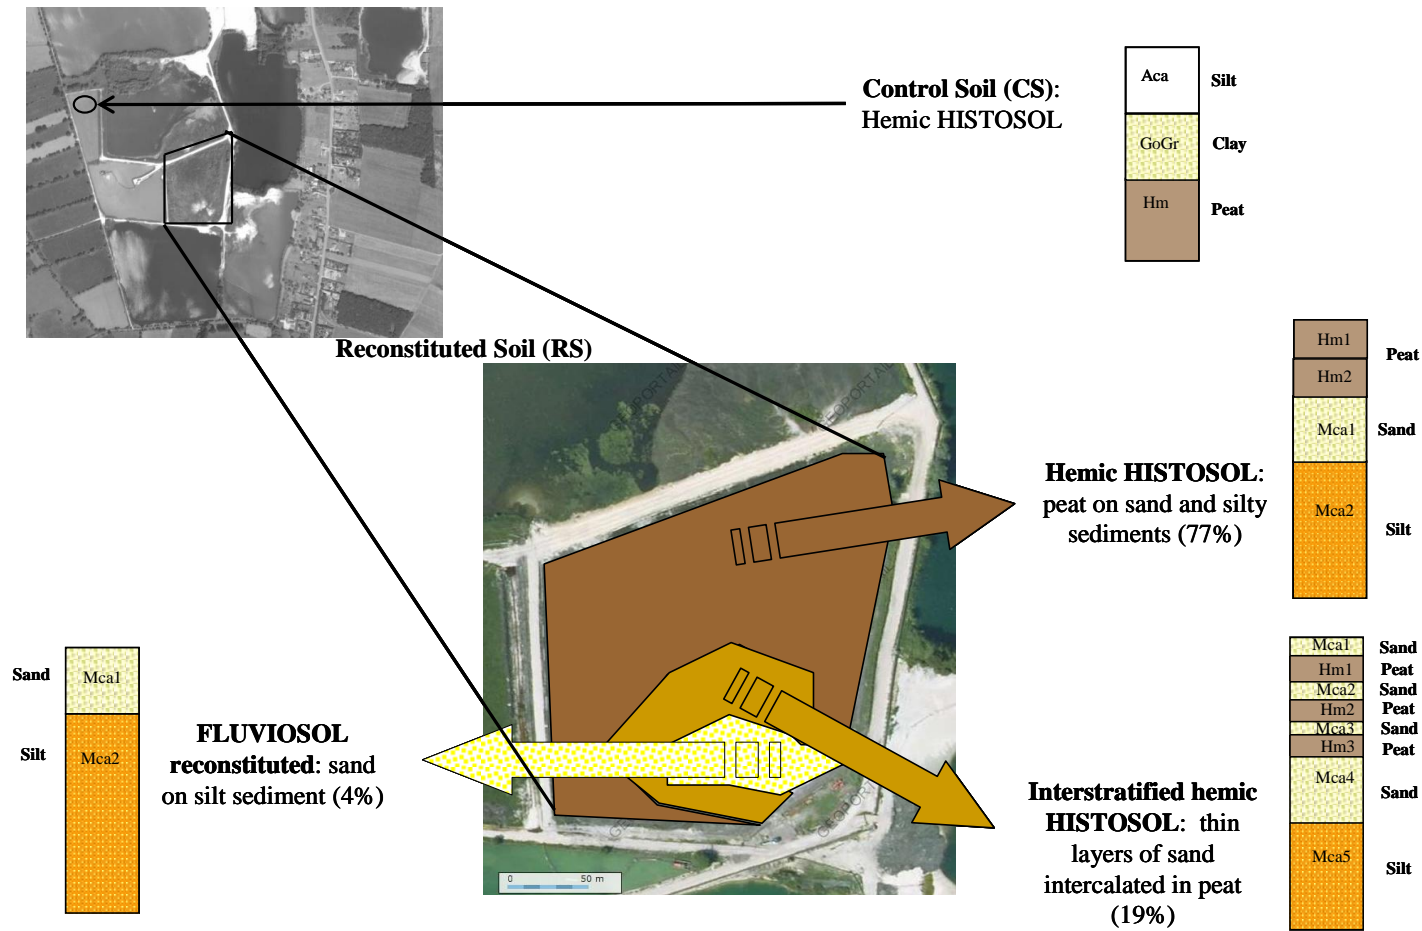 Control Soil (CS):
Hemic HISTOSOL
Aca
Silt
GoGr
Clay
Hm
Peat
Reconstituted Soil (RS)
GEOPORTAIL
Hm1
Peat
Hm2
Mca1
Sand
Mca2
Silt
Hemic HISTOSOL:
peat on sand and silty
sediments (77%)
Mca1
Sand
Hm1
Peat
Mca2
Sand
Hm2
Peat
Mca3
Sand
Hm3
Peat
Mca4
Sand
Mca5
Silt
Interstratified hemic
HISTOSOL: thin
layers of sand
intercalated in peat
(19%)
Sand
Mca1
Silt
Mca2
FLUVIOSOL
reconstituted: sand
on silt sediment (4%)
0 50 m